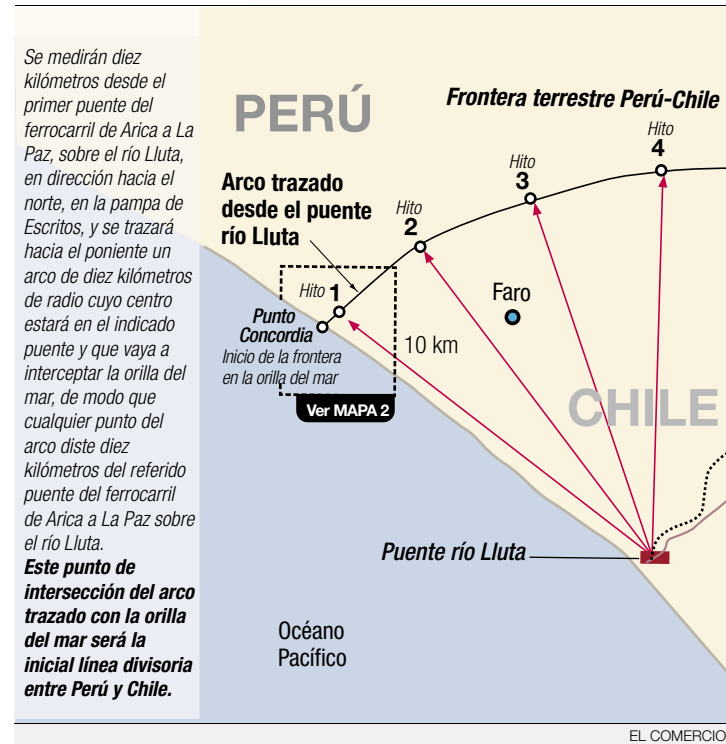 Se medirán diez
kilómetros desde el
primer puente del
ferrocarril de Arica a La
Paz, sobre el río Lluta,
en dirección hacia el
norte, en la pampa de
Escritos, y se trazará
hacia el poniente un
arco de diez kilómetros
de radio cuyo centro
estará en el indicado
puente y que vaya a
interceptar la orilla del
mar, de modo que
cualquier punto del
arco diste diez
kilómetros del referido
puente del ferrocarril
de Arica a La Paz sobre
el río Lluta.
Este punto de
intersección del arco
trazado con la orilla
del mar será la
inicial línea divisoria
entre Perú y Chile.
PERÚ
Frontera terrestre Perú-Chile
Hito
4
Hito
3
Arco trazado
desde el puente
río Lluta
Hito
2
Hito 1
Faro
Punto
Concordia
Inicio de la frontera
en la orilla del mar
10 km
Ver MAPA 2
CHILE
Puente río Lluta
Océano
Pacífico
EL COMERCIO